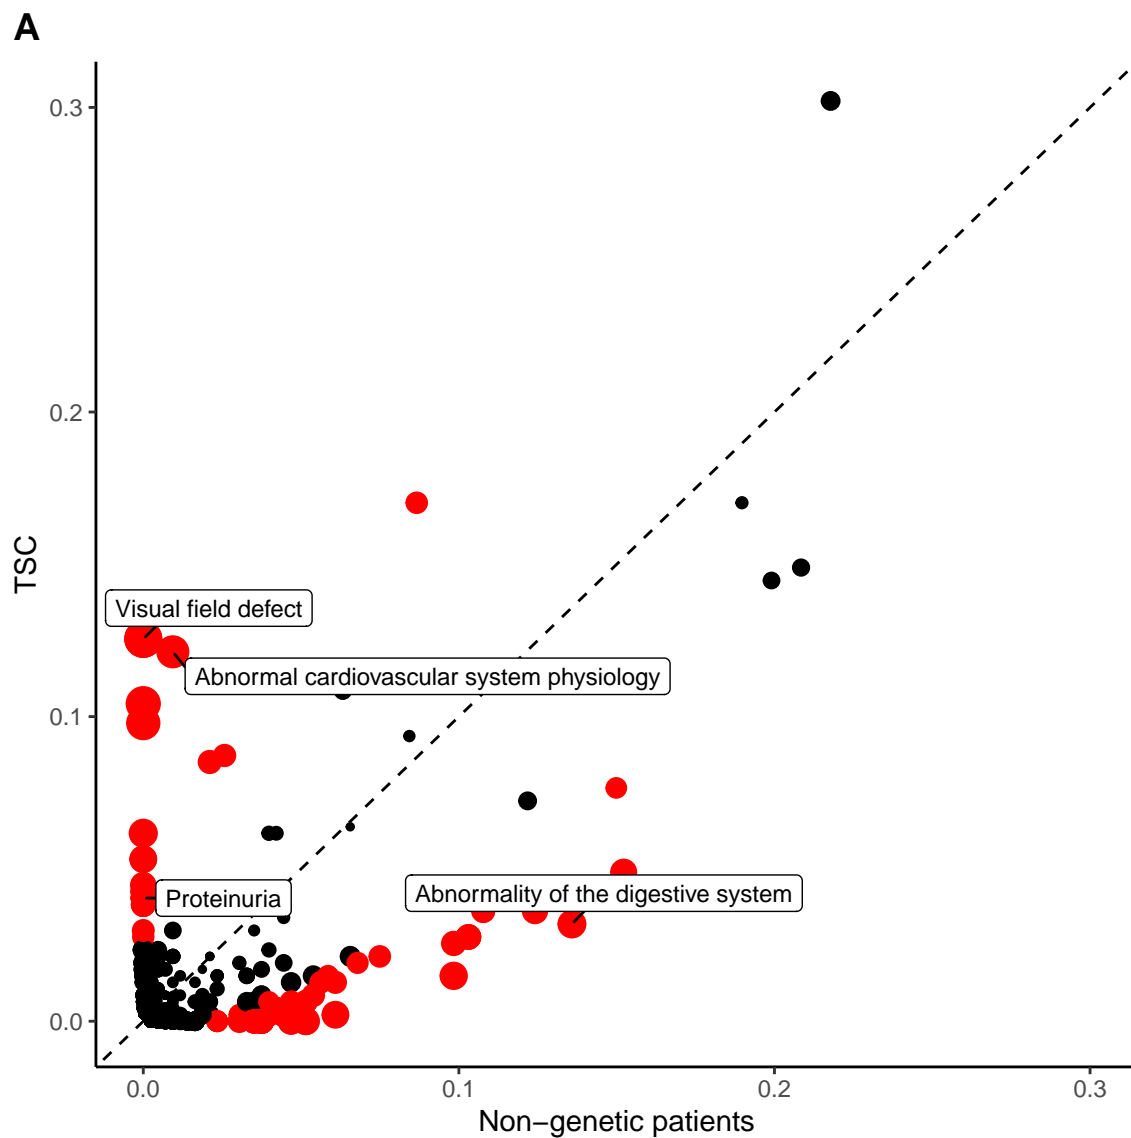 A
0.3
0.2
TSC
Visual field defect
Abnormal cardiovascular system physiology
0.1
Abnormality of the digestive system
Proteinuria
0.0
0.0
0.1
0.2
0.3
Non−genetic patients